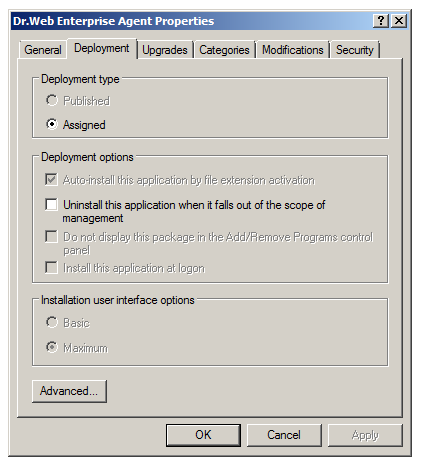 Dr.Web Enterprise Agent Properties
General Deployment Upgrades Categories Modifications Security
Deployment type
Published
Assigned
Deployment options
Auto-install this application by file extension activation
Uninstall this application when it falls out of the scope of
management
Do not display this package in the Add/Remove Programs control
panel
Install this application at logon
Installation user interface options
Basic
Maximum
Advanced...
OK Cancel Apply